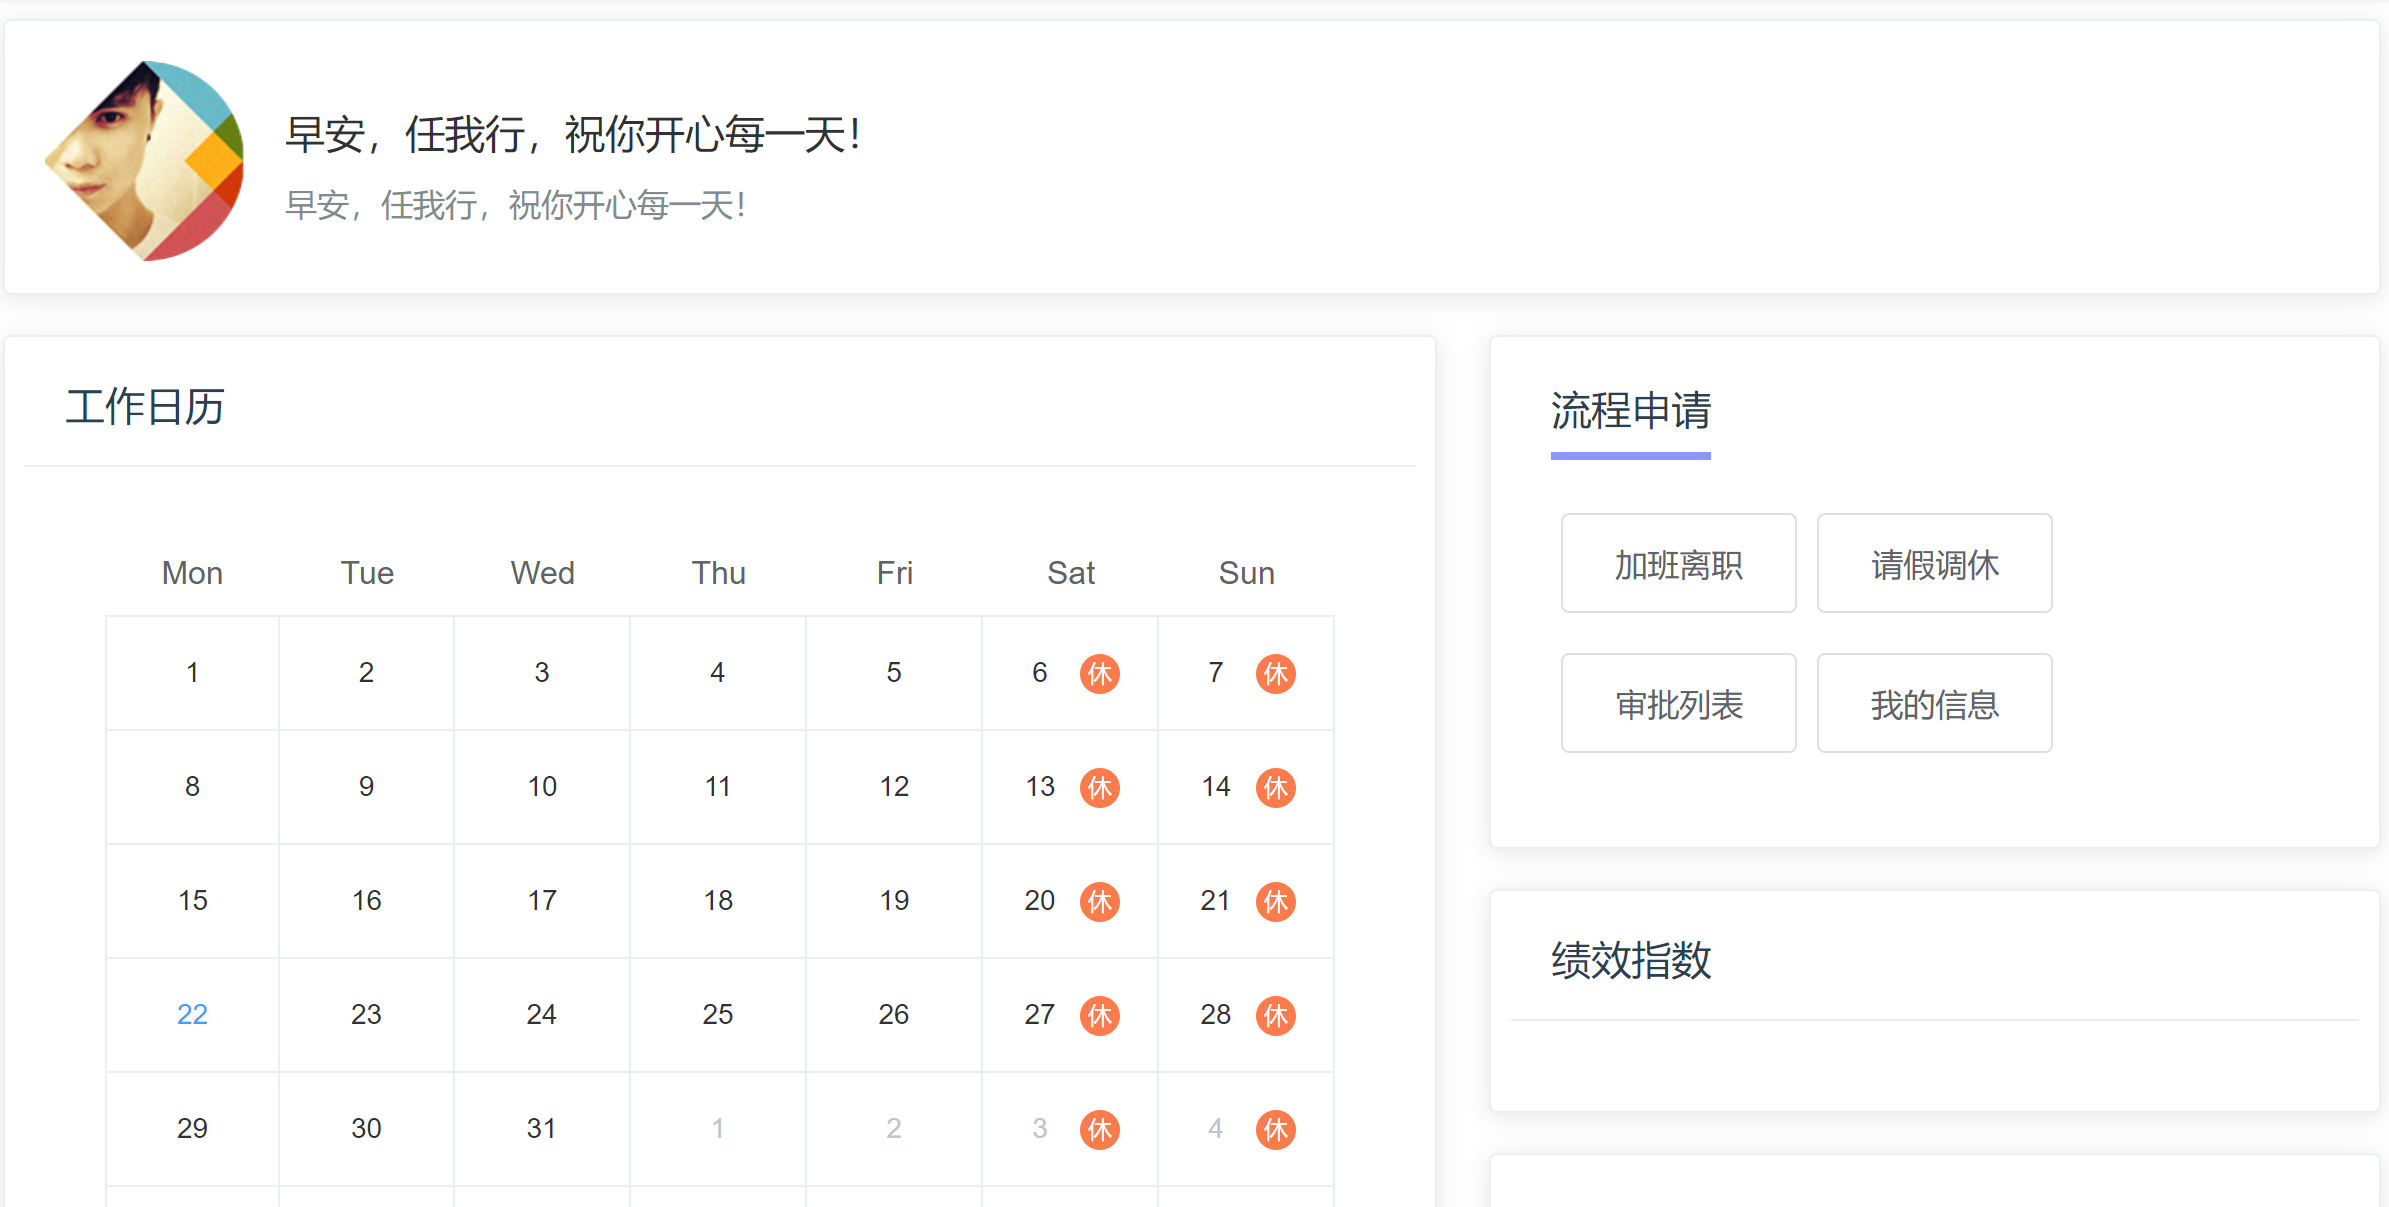 早安，任我行，祝你开心每一天！
早安，任我行，祝你开心每一天！
工作日历
Mon Tue Wed Thu Fri Sat Sun
1 2 3 4 5 6 休 7 休
8 9 10 11 12 13 休 14 休
15 16 17 18 19 20 休 21 休
22 23 24 25 26 27 休 28 休
29 30 31 1 2 3 休 4 休
流程申请
加班离职 请假调休
审批列表 我的信息
绩效指数